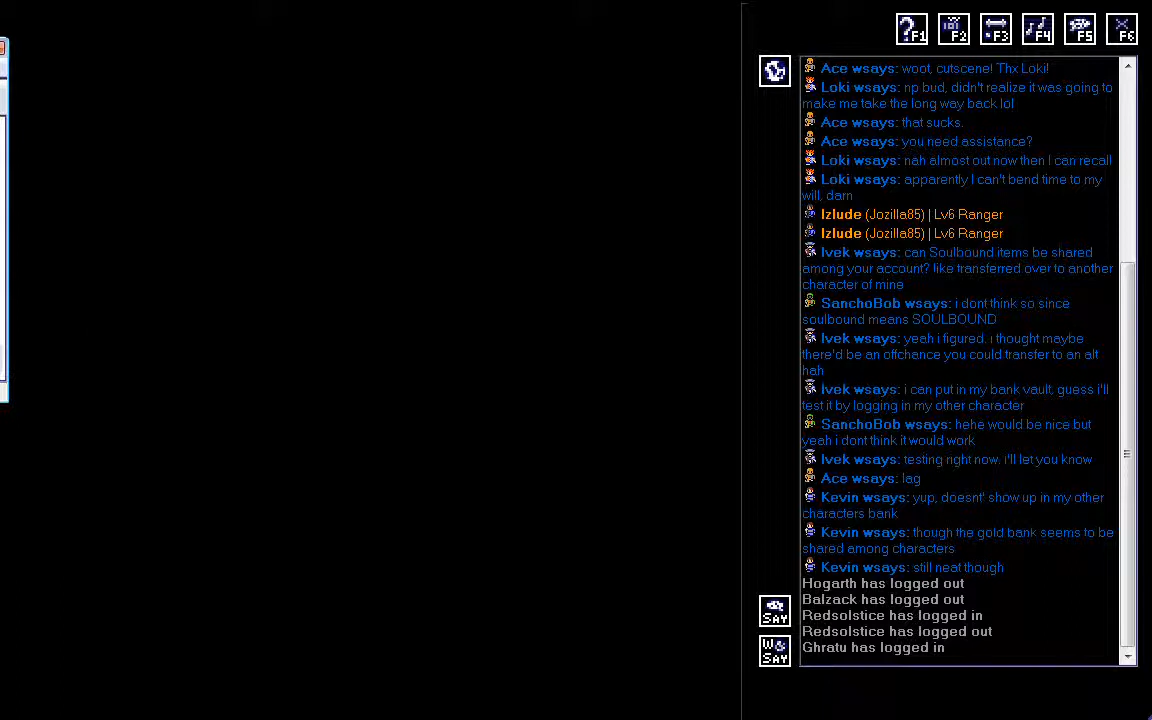 F1 F2 F3 F4 F5 F6
Ace wsays: woot, cutscene! Thx Loki!
Loki wsays: np bud, didn't realize it was going to
make me take the long way back lol
Ace wsays: that sucks.
Ace wsays: you need assistance?
Loki wsays: nah almost out now then I can recall
Loki wsays: apparently I can't bend time to my
will, darn
Izlude (Jozilla85) | Lv6 Ranger
Izlude (Jozilla85) | Lv6 Ranger
Ivek wsays: can Soulbound items be shared
among your account? like transferred over to another
character of mine
SanchoBob wsays: i dont think so since
soulbound means SOULBOUND
Ivek wsays: yeah i figured. i thought maybe
there'd be an offchance you could transfer to an alt
hah
Ivek wsays: i can put in my bank vault, guess i'll
test it by logging in my other character
SanchoBob wsays: hehe would be nice but
yeah i dont think it would work
Ivek wsays: testing right now. i'll let you know
Ace wsays: lag
Kevin wsays: yup, doesnt' show up in my other
characters bank
Kevin wsays: though the gold bank seems to be
shared among characters
Kevin wsays: still neat though
Hogarth has logged out
Balzack has logged out
Redsolstice has logged in
Redsolstice has logged out
Ghratu has logged in
SAY
W
SAY